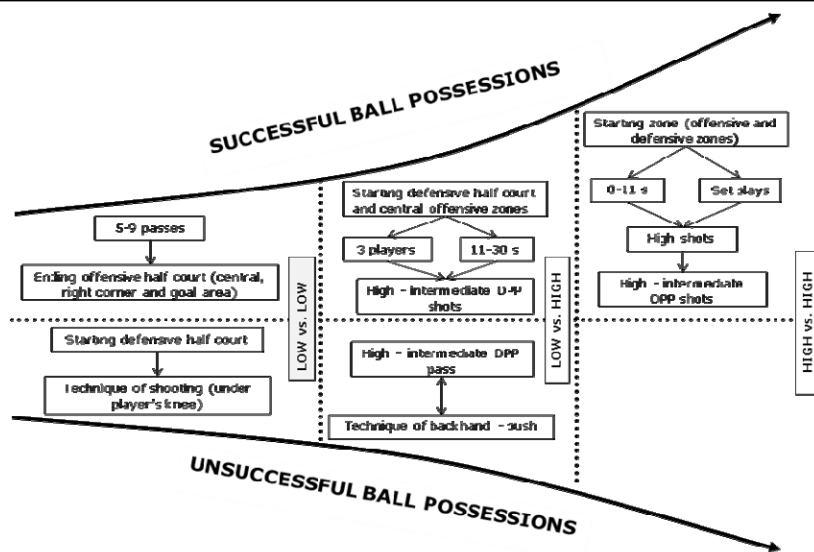 SUCCESSFUL BALL POSSESSIONS
5-9 passes
Ending offensive half court (central,
right corner and goal area)
Starting defensive half court
Technique of shooting (under
player's knee)
LOW vs. LOW
Starting defensive half court
and central offensive zones
3 players
11-30 s
High - intermediate DPP
shots
High - intermediate DPP
pass
Technique of backhand - push
LOW vs. HIGH
Starting zone (offensive and
defensive zones)
0-11 s
Set plays
High shots
High - intermediate
DPP shots
HIGH vs. HIGH
UNSUCCESSFUL BALL POSSESSIONS